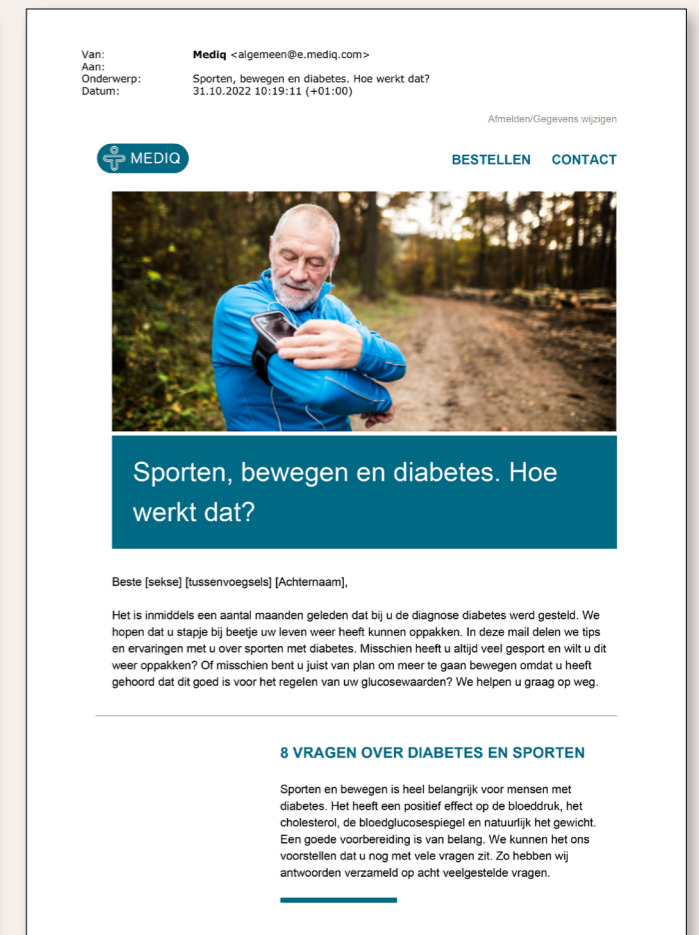 Van: Mediq <algemeen@e.mediq.com>
Aan:
Onderwerp: Sporten, bewegen en diabetes. Hoe werkt dat?
Datum: 31.10.2022 10:19:11 (+01:00)
Afmelden/Gegevens wijzigen
MEDIQ
BESTELLEN CONTACT
Sporten, bewegen en diabetes. Hoe
werkt dat?
Beste [sekse] [tussenvoegsels] [Achternaam],
Het is inmiddels een aantal maanden geleden dat bij u de diagnose diabetes werd gesteld. We
hopen dat u stapje bij beetje uw leven weer heeft kunnen oppakken. In deze mail delen we tips
en ervaringen met u over sporten met diabetes. Misschien heeft u altijd veel gesport en wilt u dit
weer oppakken? Of misschien bent u juist van plan om meer te gaan bewegen omdat u heeft
gehoord dat dit goed is voor het regelen van uw glucosewaarden? We helpen u graag op weg.
8 VRAGEN OVER DIABETES EN SPORTEN
Sporten en bewegen is heel belangrijk voor mensen met
diabetes. Het heeft een positief effect op de bloeddruk, het
cholesterol, de bloedglucosespiegel en natuurlijk het gewicht.
Een goede voorbereiding is van belang. We kunnen het ons
voorstellen dat u nog met vele vragen zit. Zo hebben wij
antwoorden verzameld op acht veelgestelde vragen.